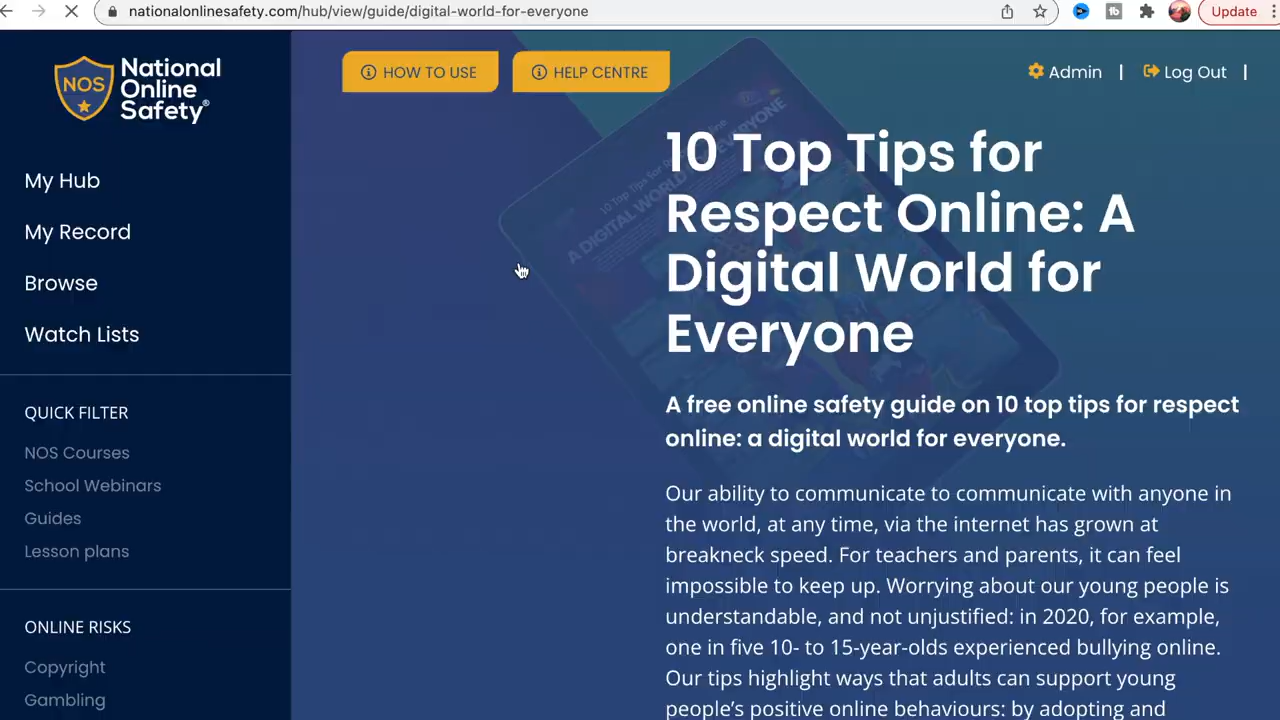 nationalonlinesafety.com/hub/view/guide/digital-world-for-everyone
Update
NOS
National
Online
Safety®
HOW TO USE
HELP CENTRE
Admin |
Log Out |
My Hub
My Record
Browse
Watch Lists
QUICK FILTER
NOS Courses
School Webinars
Guides
Lesson plans
ONLINE RISKS
Copyright
Gambling
10 Top Tips for
Respect Online: A
Digital World for
Everyone
A free online safety guide on 10 top tips for respect
online: a digital world for everyone.
Our ability to communicate to communicate with anyone in
the world, at any time, via the internet has grown at
breakneck speed. For teachers and parents, it can feel
impossible to keep up. Worrying about our young people is
understandable, and not unjustified: in 2020, for example,
one in five 10- to 15-year-olds experienced bullying online.
Our tips highlight ways that adults can support young
people's positive online behaviours: by adopting and